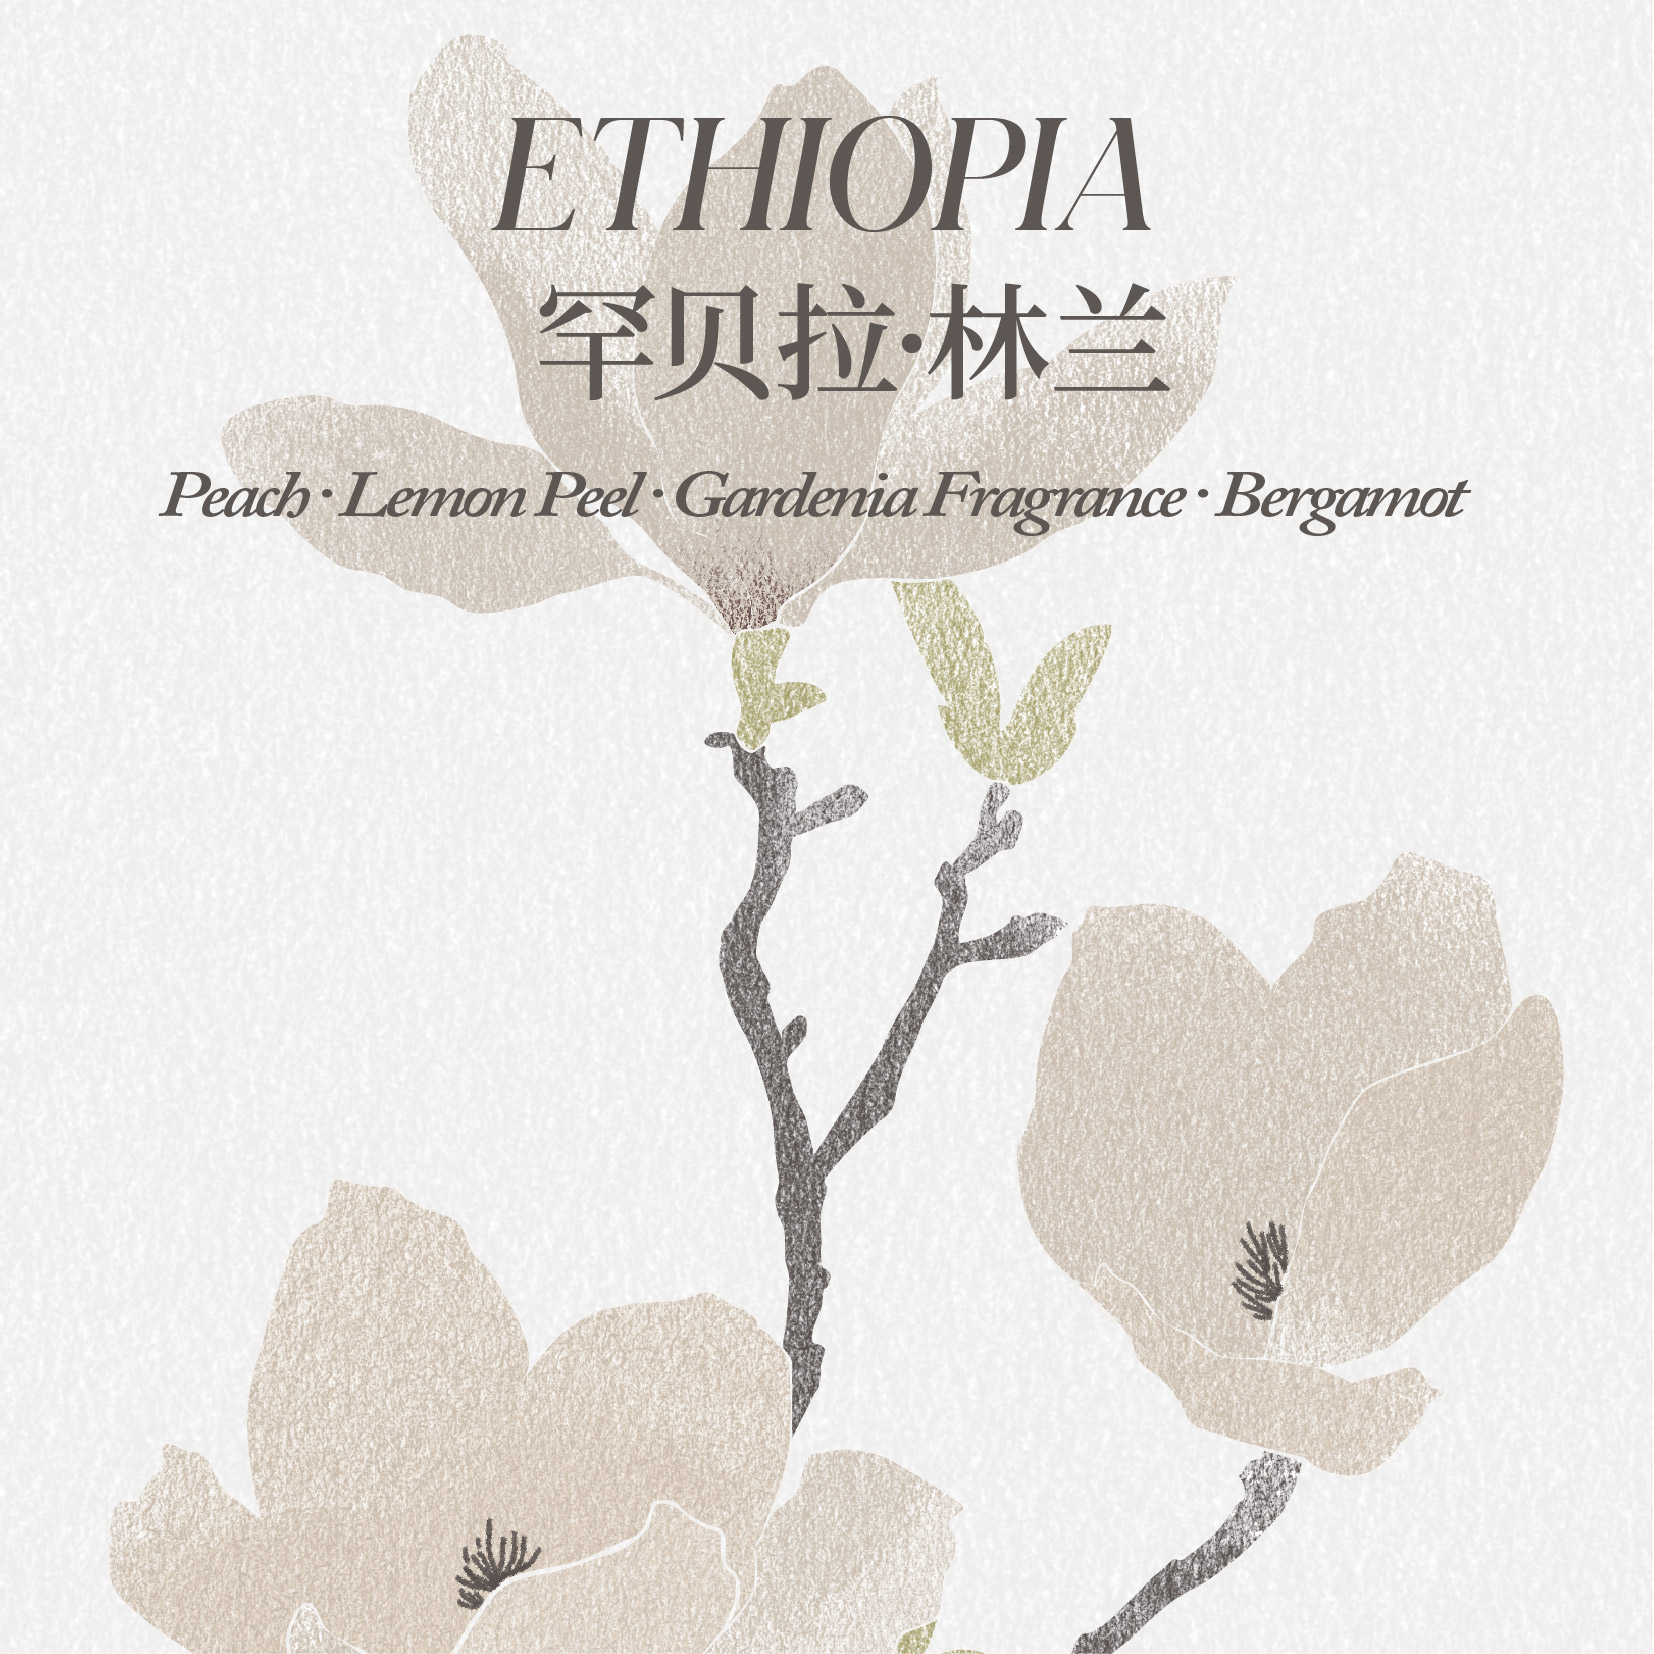 ETHIOPIA
罕贝拉·林兰
Peach · Lemon Peel · Gardenia Fragrance · Bergamot